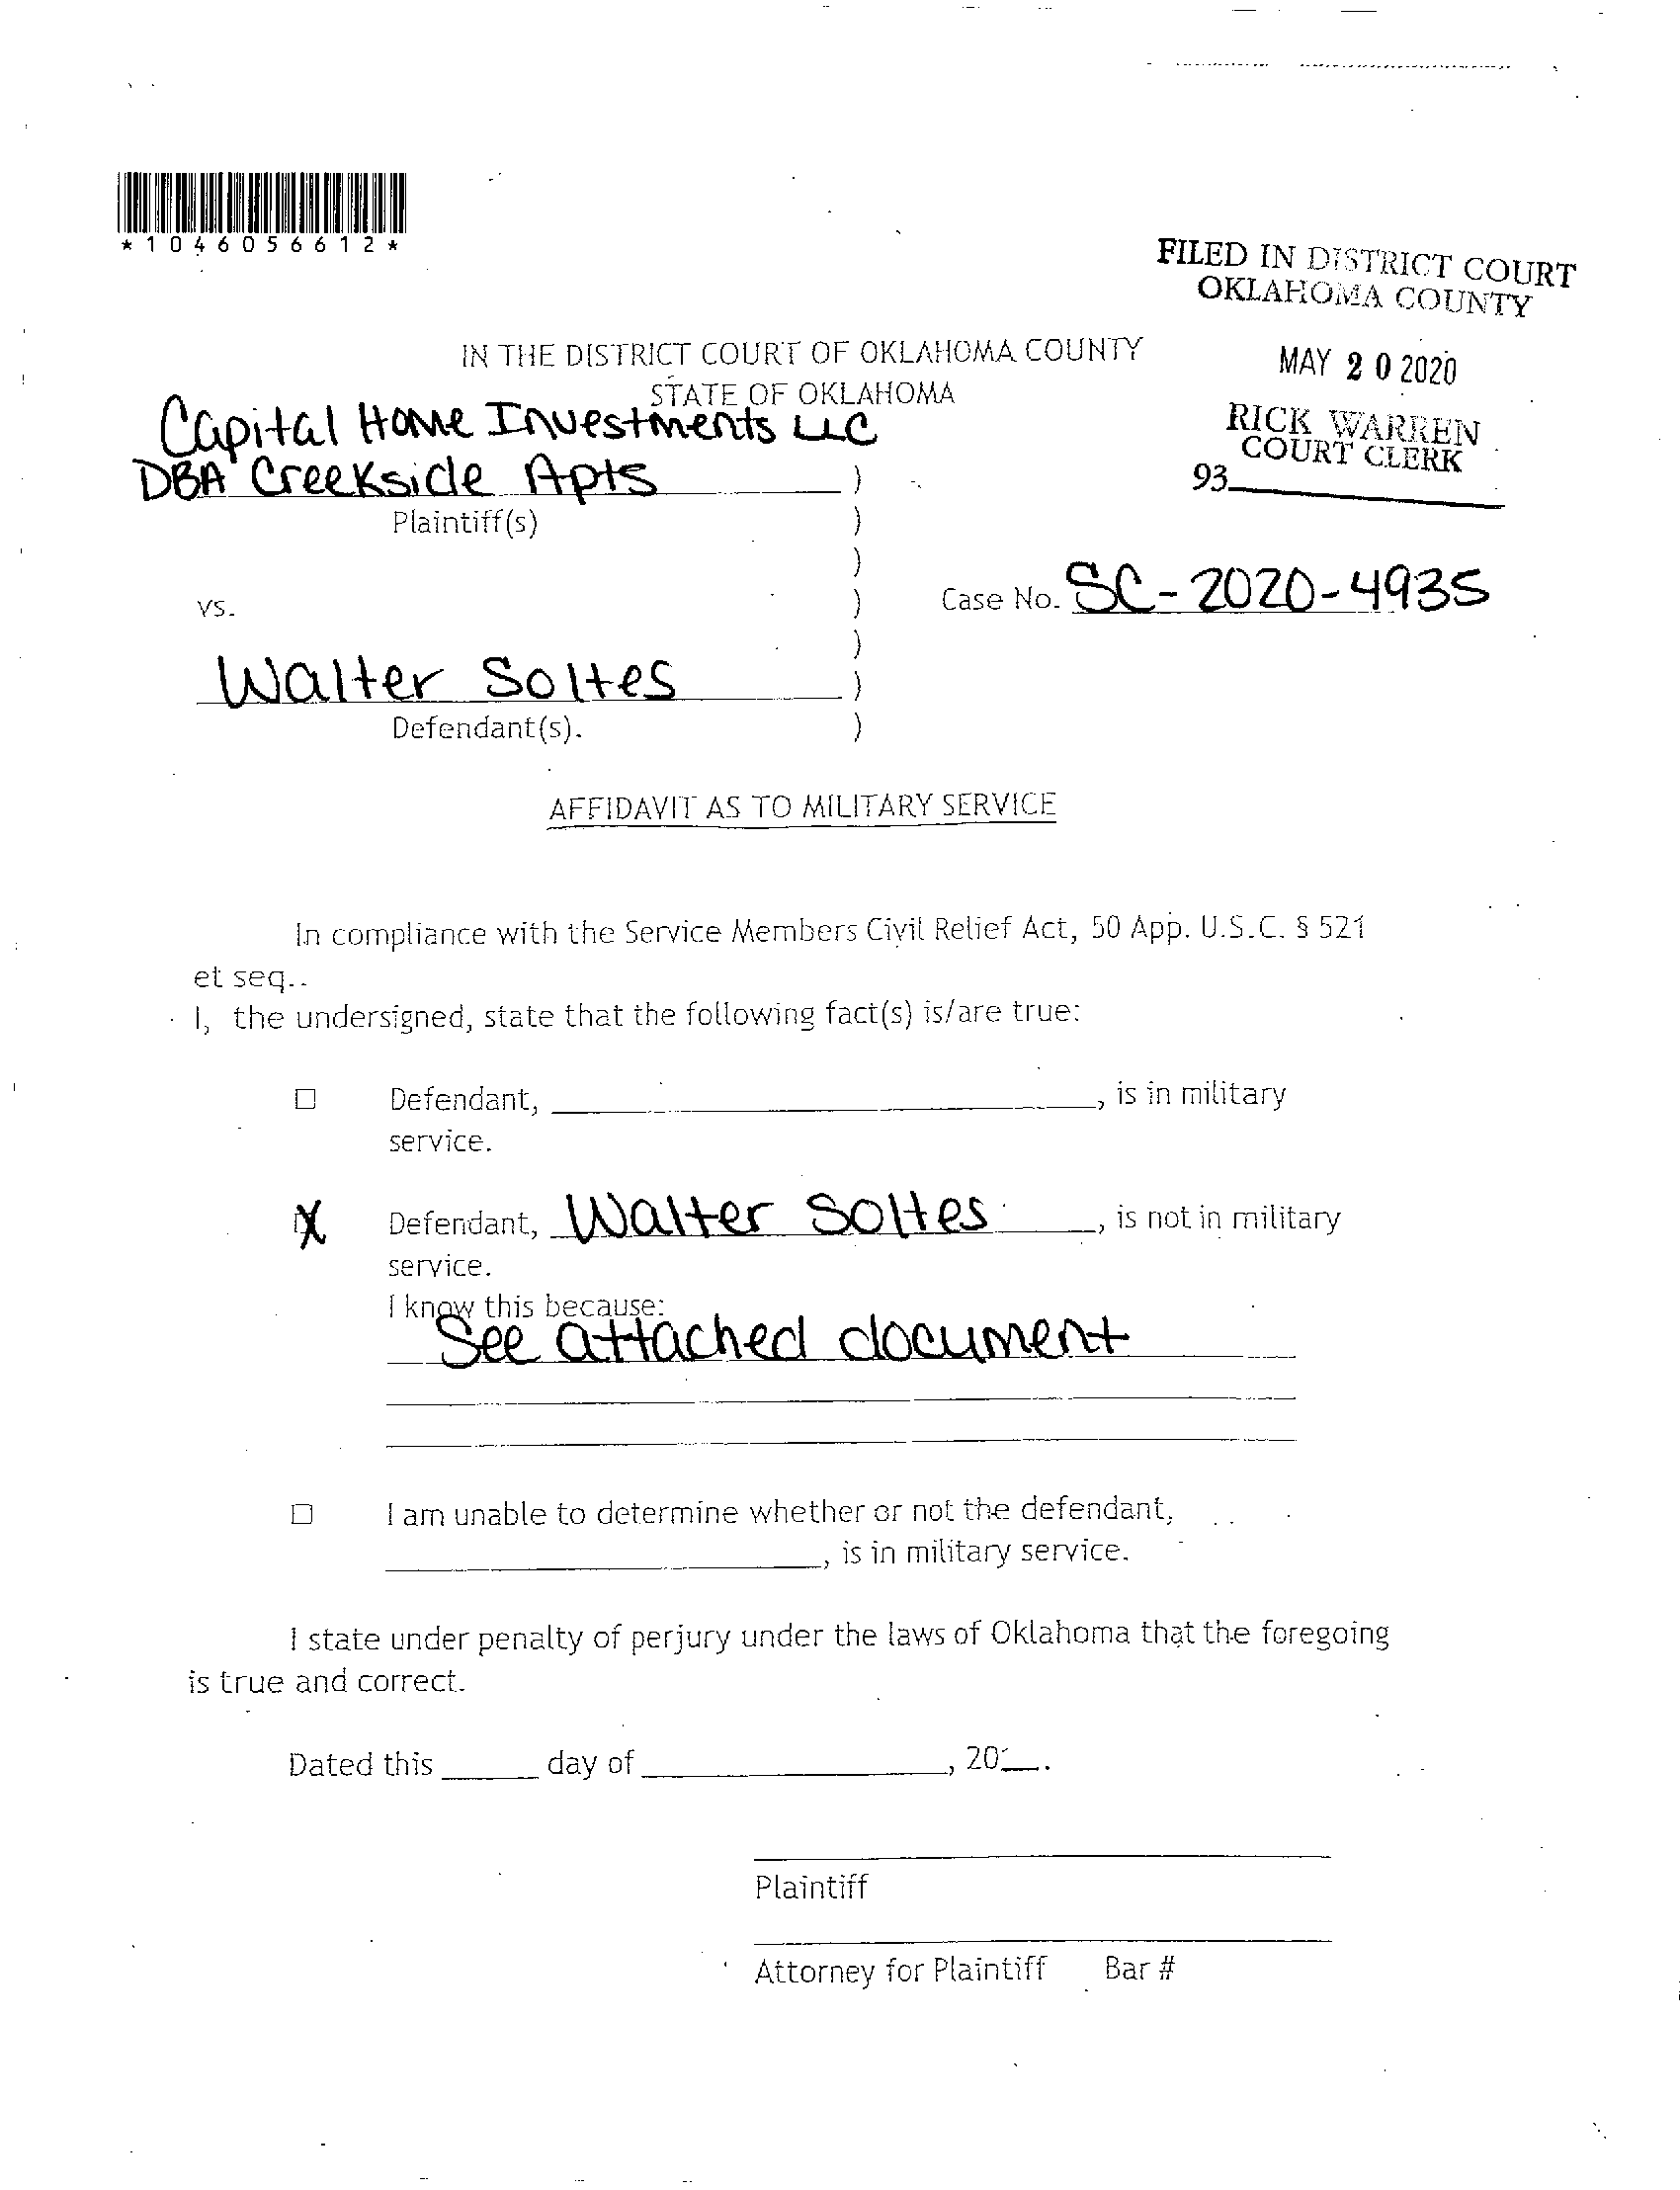 *1046056612*
FILED IN DISTRICT COURT
OKLAHOMA COUNTY
MAY 20 2020
RICK WARREN
COURT CLERK
93
IN THE DISTRICT COURT OF OKLAHOMA COUNTY
STATE OF OKLAHOMA
Capital Home Investments LLC
DBA Creekside Apts )
Plaintiff(s) )
)
vs. ) Case No. SC-2020-4935
)
Walter Soltes )
Defendant(s). )
AFFIDAVIT AS TO MILITARY SERVICE
In compliance with the Service Members Civil Relief Act, 50 App. U.S.C. § 521
et seq..
I, the undersigned, state that the following fact(s) is/are true:
☐ Defendant, ____, is in military
service.
X Defendant, Walter Soltes, is not in military
service.
I know this because:
See attached document
☐ I am unable to determine whether or not the defendant,
____, is in military service.
I state under penalty of perjury under the laws of Oklahoma that the foregoing
is true and correct.
Dated this ____ day of ____, 20__.
Plaintiff
Attorney for Plaintiff Bar #